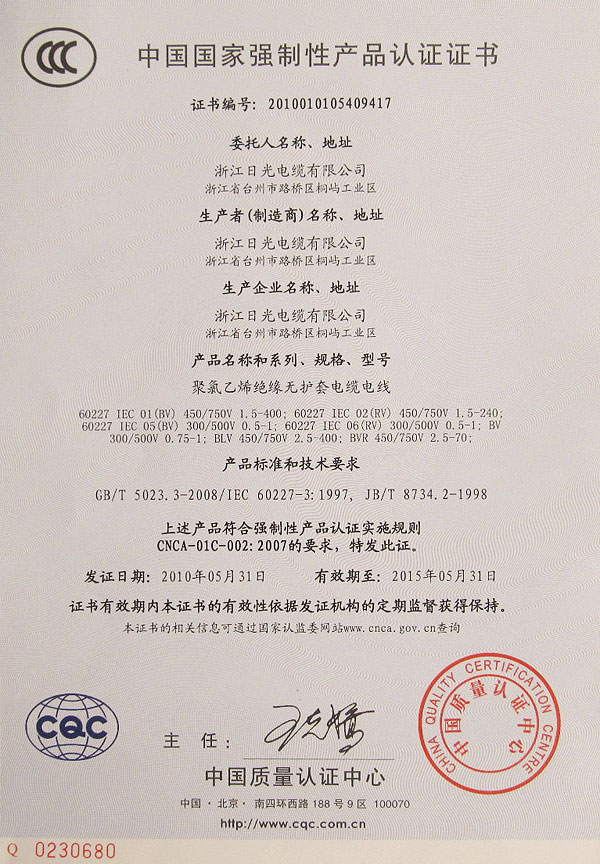 CCC
中国国家强制性产品认证证书
证书编号：2010010105409417
委托人名称、地址
浙江日光电缆有限公司
浙江省台州市路桥区桐屿工业区
生产者(制造商)名称、地址
浙江日光电缆有限公司
浙江省台州市路桥区桐屿工业区
生产企业名称、地址
浙江日光电缆有限公司
浙江省台州市路桥区桐屿工业区
产品名称和系列、规格、型号
聚氯乙烯绝缘无护套电缆电线
60227 IEC 01(BV) 450/750V 1.5-400; 60227 IEC 02(RV) 450/750V 1.5-240;
60227 IEC 05(BV) 300/500V 0.5-1; 60227 IEC 06(RV) 300/500V 0.5-1; BV
300/500V 0.75-1; BLV 450/750V 2.5-400; BVR 450/750V 2.5-70;
产品标准和技术要求
GB/T 5023.3-2008/IEC 60227-3:1997, JB/T 8734.2-1998
上述产品符合强制性产品认证实施规则
CNCA-01C-002:2007的要求，特发此证。
发证日期：2010年05月31日 有效期至：2015年05月31日
证书有效期内本证书的有效性依据发证机构的定期监督获得保持。
本证书的相关信息可通过国家认监委网站www.cnca.gov.cn查询
CQC
主 任：
CHINA QUALITY CERTIFICATION CENTRE
中国质量认证中心
中国质量认证中心
中国·北京·南四环西路188号9区 100070
http://www.cqc.com.cn
Q 0230680